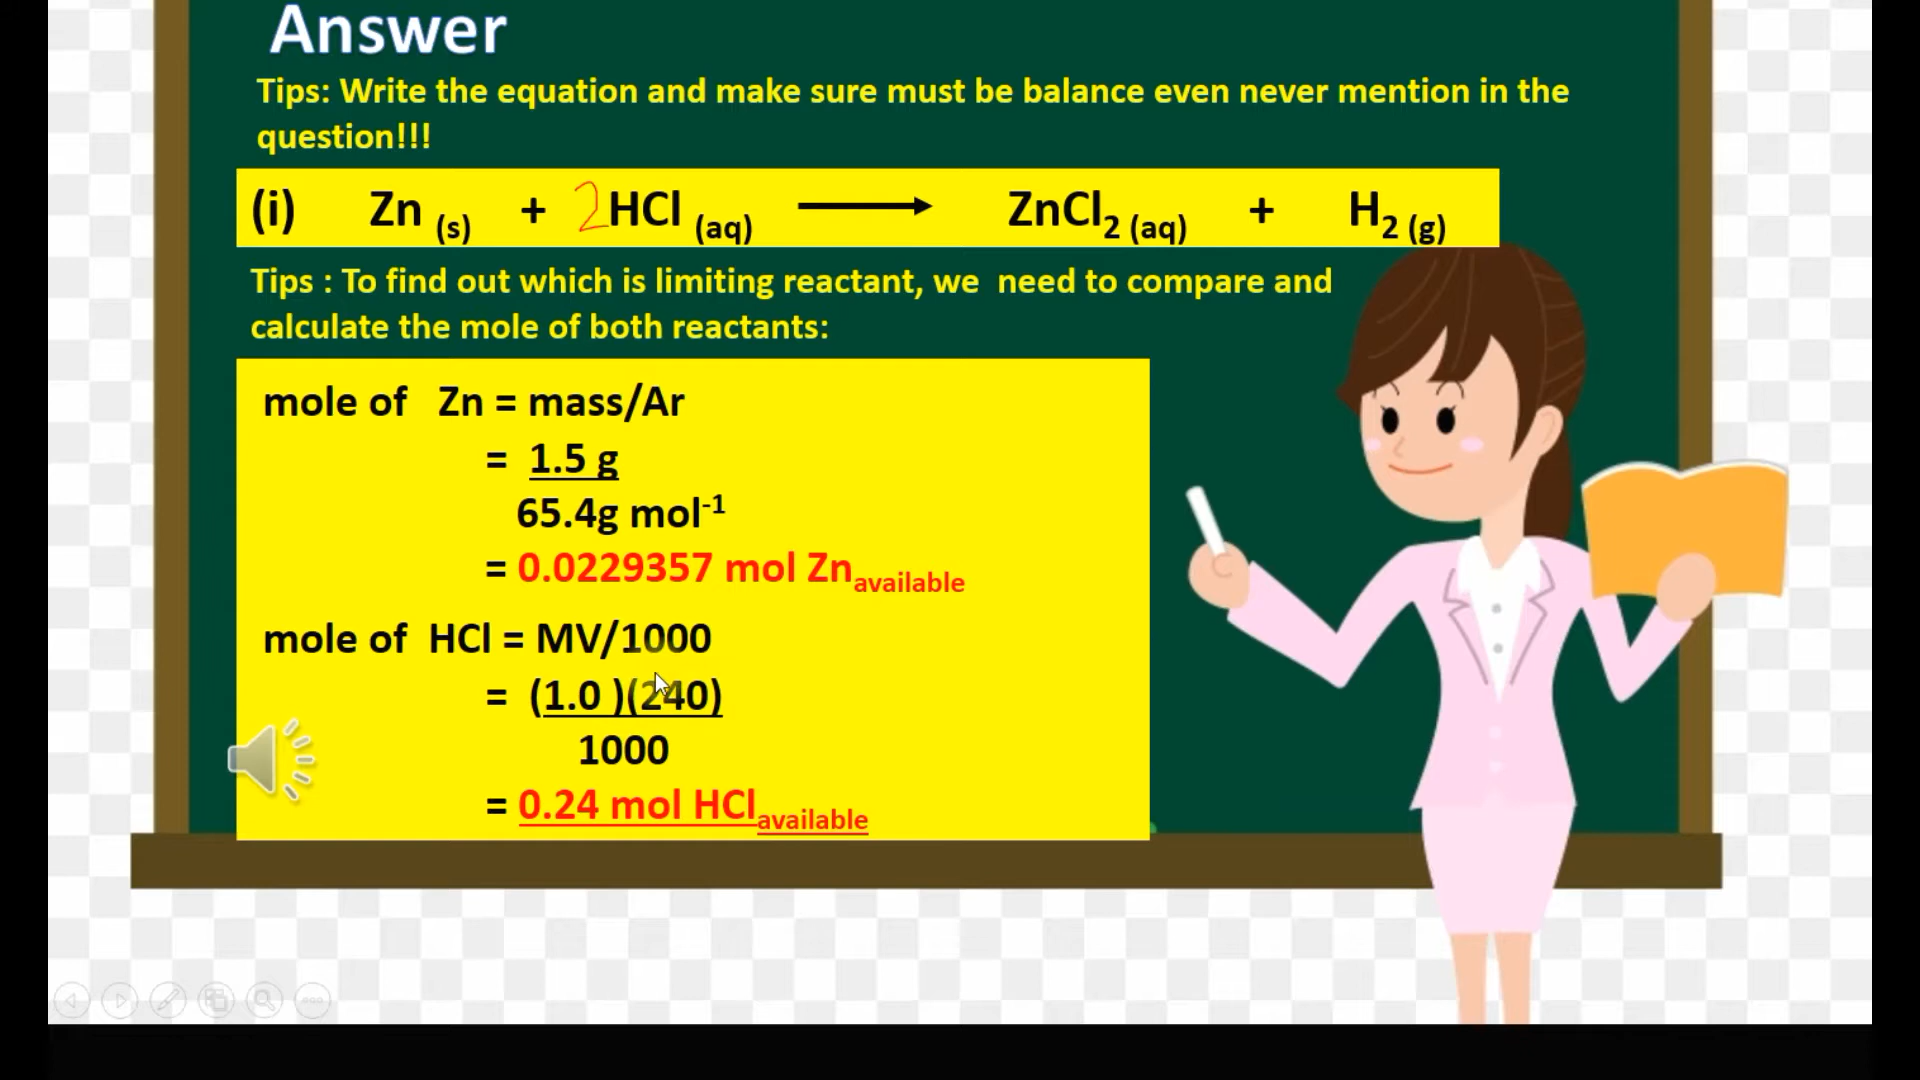 Answer
Tips: Write the equation and make sure must be balance even never mention in the
question!!!
(i) Zn (s) + 2HCl (aq) ⟶ ZnCl2 (aq) + H2 (g)
Tips : To find out which is limiting reactant, we need to compare and
calculate the mole of both reactants:
mole of Zn = mass/Ar
= 1.5 g
65.4g mol-1
= 0.0229357 mol Zn available
mole of HCl = MV/1000
= (1.0 )(240)
1000
= 0.24 mol HCl available